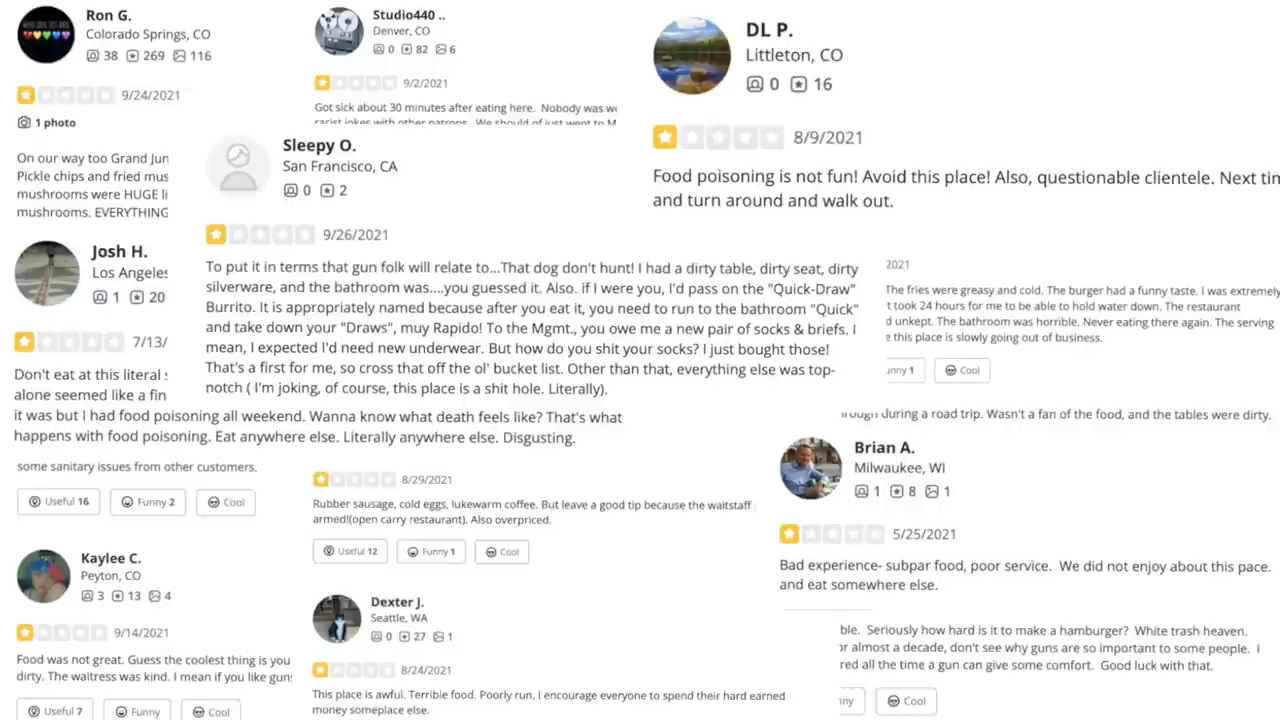 Ron G.
Colorado Springs, CO
38 269 116
9/24/2021
1 photo
On our way too Grand Jun
Pickle chips and fried mus
mushrooms were HUGE li
mushrooms. EVERYTHING
Studio440 ..
Denver, CO
0 82 6
9/2/2021
Got sick about 30 minutes after eating here. Nobody was we
racist jokes with other patrons. We should of just went to M
DL P.
Littleton, CO
0 16
8/9/2021
Food poisoning is not fun! Avoid this place! Also, questionable clientele. Next tim
and turn around and walk out.
Sleepy O.
San Francisco, CA
0 2
9/26/2021
To put it in terms that gun folk will relate to...That dog don't hunt! I had a dirty table, dirty seat, dirty
silverware, and the bathroom was....you guessed it. Also. if I were you, I'd pass on the "Quick-Draw"
Burrito. It is appropriately named because after you eat it, you need to run to the bathroom "Quick"
and take down your "Draws", muy Rapido! To the Mgmt., you owe me a new pair of socks & briefs. I
mean, I expected I'd need new underwear. But how do you shit your socks? I just bought those!
That's a first for me, so cross that off the ol' bucket list. Other than that, everything else was top-
notch ( I'm joking, of course, this place is a shit hole. Literally).
Josh H.
Los Angeles
1 20
7/13/
Don't eat at this literal s
alone seemed like a fin
it was but I had food poisoning all weekend. Wanna know what death feels like? That's what
happens with food poisoning. Eat anywhere else. Literally anywhere else. Disgusting.
2021
The fries were greasy and cold. The burger had a funny taste. I was extremely
t took 24 hours for me to be able to hold water down. The restaurant
d unkept. The bathroom was horrible. Never eating there again. The serving
e this place is slowly going out of business.
unny 1 Cool
during a road trip. Wasn't a fan of the food, and the tables were dirty.
some sanitary issues from other customers.
Useful 16 Funny 2 Cool
8/29/2021
Rubber sausage, cold eggs, lukewarm coffee. But leave a good tip because the waitstaff
armed!(open carry restaurant). Also overpriced.
Useful 12 Funny 1 Cool
Brian A.
Milwaukee, WI
1 8 1
5/25/2021
Bad experience- subpar food, poor service. We did not enjoy about this pace.
and eat somewhere else.
Kaylee C.
Peyton, CO
3 13 4
9/14/2021
Food was not great. Guess the coolest thing is you
dirty. The waitress was kind. I mean if you like guns
Useful 7 Funny Cool
Dexter J.
Seattle, WA
0 27 1
8/24/2021
This place is awful. Terrible food. Poorly run. I encourage everyone to spend their hard earned
money someplace else.
ble. Seriously how hard is it to make a hamburger? White trash heaven.
or almost a decade, don't see why guns are so important to some people. I
red all the time a gun can give some comfort. Good luck with that.
ny Cool